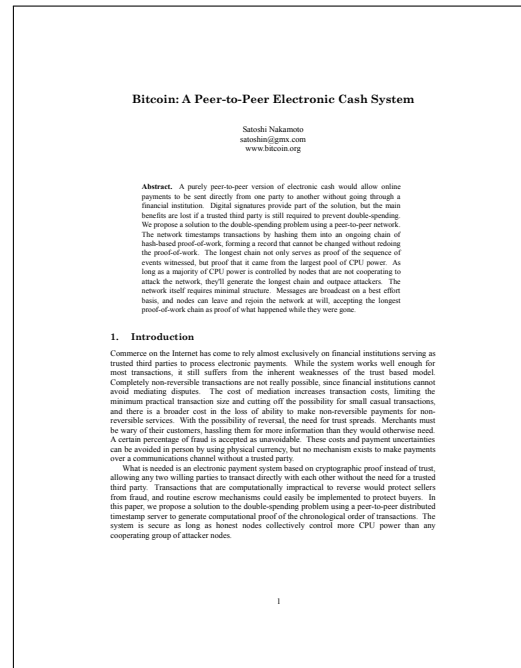 Bitcoin: A Peer-to-Peer Electronic Cash System
Satoshi Nakamoto
satoshin@gmx.com
www.bitcoin.org
Abstract. A purely peer-to-peer version of electronic cash would allow online
payments to be sent directly from one party to another without going through a
financial institution. Digital signatures provide part of the solution, but the main
benefits are lost if a trusted third party is still required to prevent double-spending.
We propose a solution to the double-spending problem using a peer-to-peer network.
The network timestamps transactions by hashing them into an ongoing chain of
hash-based proof-of-work, forming a record that cannot be changed without redoing
the proof-of-work. The longest chain not only serves as proof of the sequence of
events witnessed, but proof that it came from the largest pool of CPU power. As
long as a majority of CPU power is controlled by nodes that are not cooperating to
attack the network, they'll generate the longest chain and outpace attackers. The
network itself requires minimal structure. Messages are broadcast on a best effort
basis, and nodes can leave and rejoin the network at will, accepting the longest
proof-of-work chain as proof of what happened while they were gone.
1. Introduction
Commerce on the Internet has come to rely almost exclusively on financial institutions serving as
trusted third parties to process electronic payments. While the system works well enough for
most transactions, it still suffers from the inherent weaknesses of the trust based model.
Completely non-reversible transactions are not really possible, since financial institutions cannot
avoid mediating disputes. The cost of mediation increases transaction costs, limiting the
minimum practical transaction size and cutting off the possibility for small casual transactions,
and there is a broader cost in the loss of ability to make non-reversible payments for non-
reversible services. With the possibility of reversal, the need for trust spreads. Merchants must
be wary of their customers, hassling them for more information than they would otherwise need.
A certain percentage of fraud is accepted as unavoidable. These costs and payment uncertainties
can be avoided in person by using physical currency, but no mechanism exists to make payments
over a communications channel without a trusted party.
What is needed is an electronic payment system based on cryptographic proof instead of trust,
allowing any two willing parties to transact directly with each other without the need for a trusted
third party. Transactions that are computationally impractical to reverse would protect sellers
from fraud, and routine escrow mechanisms could easily be implemented to protect buyers. In
this paper, we propose a solution to the double-spending problem using a peer-to-peer distributed
timestamp server to generate computational proof of the chronological order of transactions. The
system is secure as long as honest nodes collectively control more CPU power than any
cooperating group of attacker nodes.
1